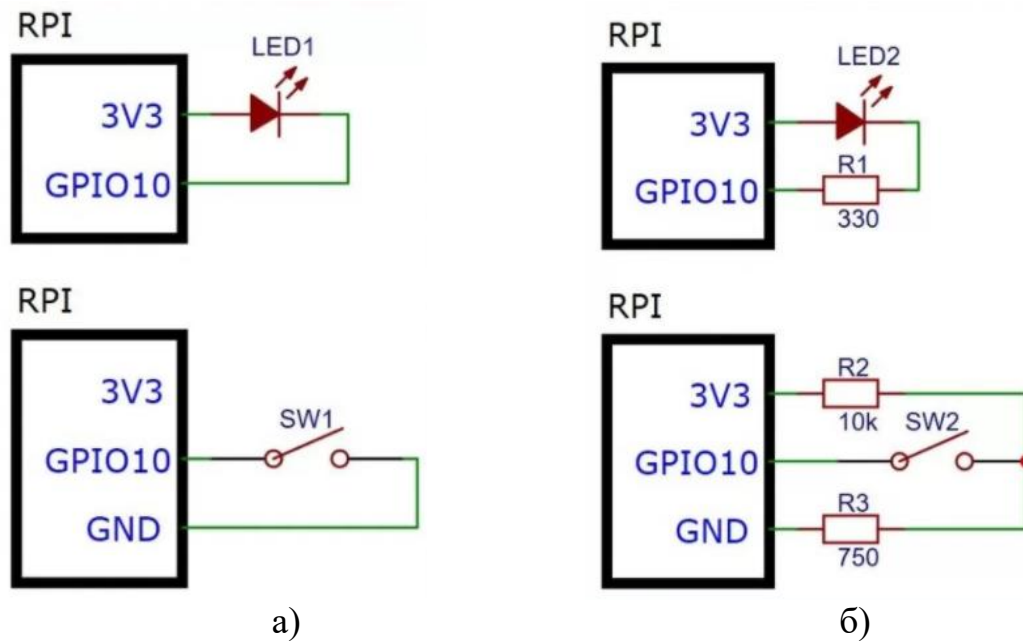 RPI
LED1
3V3
GPIO10
RPI
LED2
3V3
R1
GPIO10
330
RPI
3V3
SW1
GPIO10
GND
RPI
R2
3V3
10k
SW2
GPIO10
R3
GND
750
а)
б)